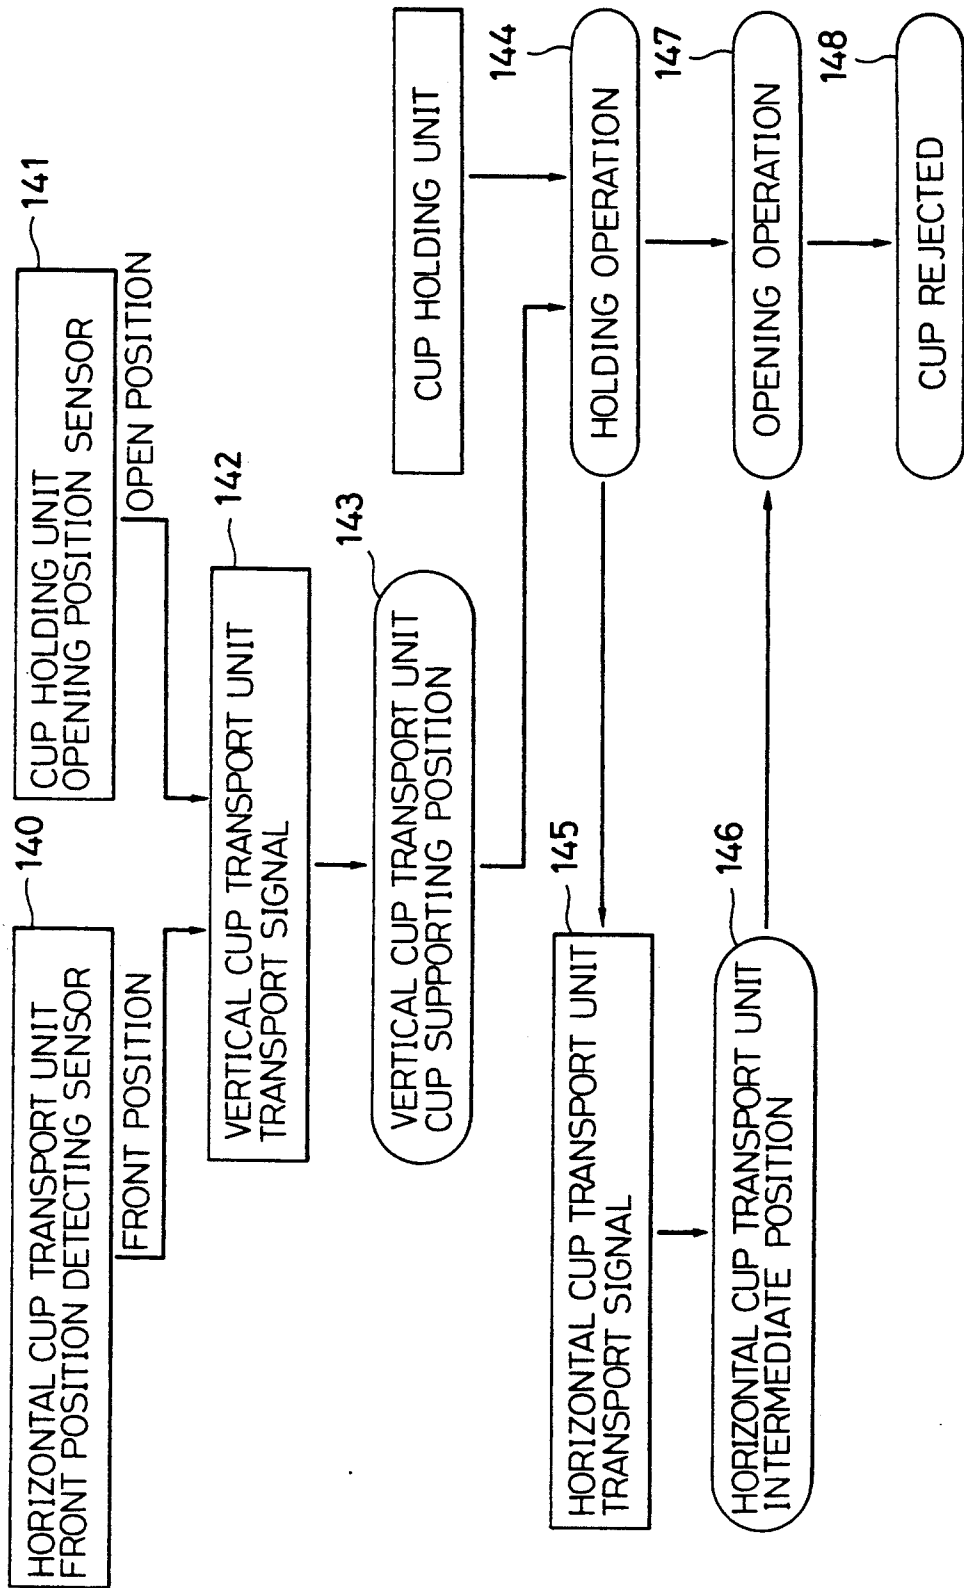 140
HORIZONTAL CUP TRANSPORT UNIT
FRONT POSITION DETECTING SENSOR
FRONT POSITION
141
CUP HOLDING UNIT
OPENING POSITION SENSOR
OPEN POSITION
142
VERTICAL CUP TRANSPORT UNIT
TRANSPORT SIGNAL
143
VERTICAL CUP TRANSPORT UNIT
CUP SUPPORTING POSITION
CUP HOLDING UNIT
144
HOLDING OPERATION
145
HORIZONTAL CUP TRANSPORT UNIT
TRANSPORT SIGNAL
146
HORIZONTAL CUP TRANSPORT UNIT
INTERMEDIATE POSITION
147
OPENING OPERATION
148
CUP REJECTED